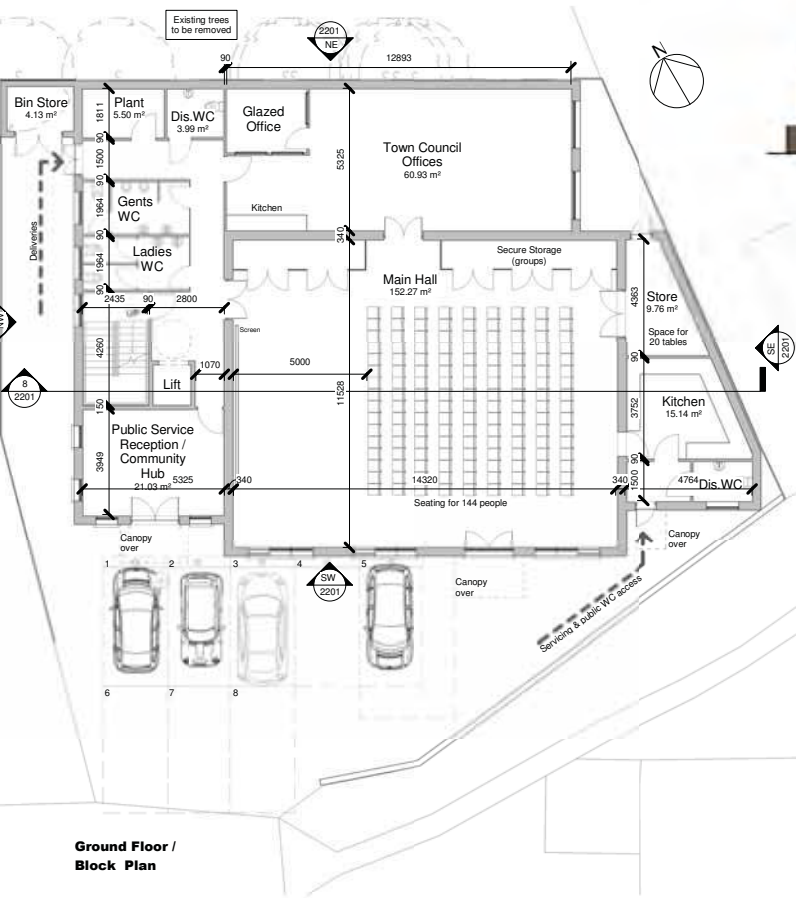 Existing trees
to be removed
2201
NE
N
90
12893
Bin Store
4.13 m²
Plant
5.50 m²
Dis.WC
3.99 m²
Glazed
Office
Town Council
Offices
60.93 m²
1811
90
1500
90
1964
90
1964
90
5325
340
Deliveries
Gents
WC
Ladies
WC
Kitchen
Main Hall
152.27 m²
Secure Storage
(groups)
2435
90
2800
UP
Screen
4260
1070
5000
11528
Lift
4363
Store
9.76 m²
Space for
20 tables
90
SE
2201
NW
8
2201
150
3949
Public Service
Reception /
Community
Hub
21.03 m²
5325
340
14320
340
3752
Kitchen
15.14 m²
90
1500
4764
Dis.WC
Seating for 144 people
Canopy
over
Canopy
over
1
2
3
4
5
SW
2201
Canopy
over
Servicing & public WC access
6
7
8
Ground Floor /
Block Plan